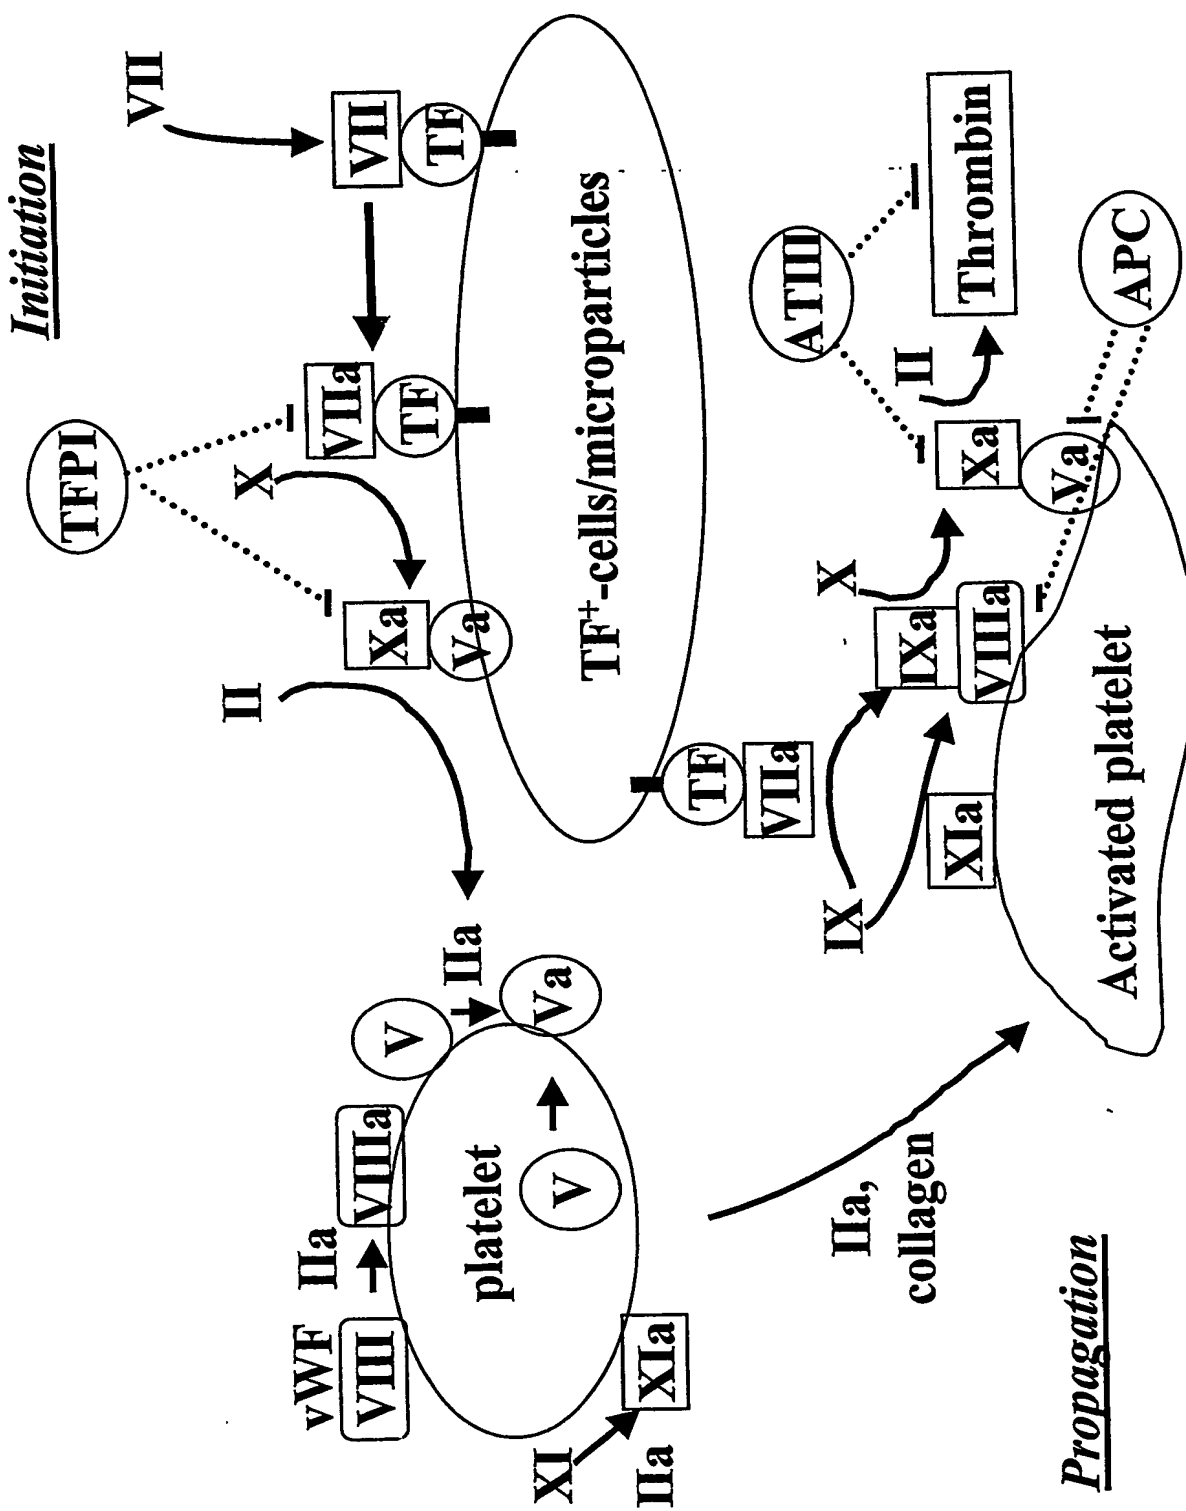 Initiation
TFPI
VII
II
X
vWF
IIa
VIIa
VII
VIII
VIIIa
Xa
V
TF
TF
IIa
Va
platelet
Va
XI
V
TF⁺-cells/microparticles
IIa
XIa
TF
VIIa
ATIII
IIa,
collagen
IX
X
II
IXa
XIa
Thrombin
VIIIa
Xa
Va
Propagation
Activated platelet
APC